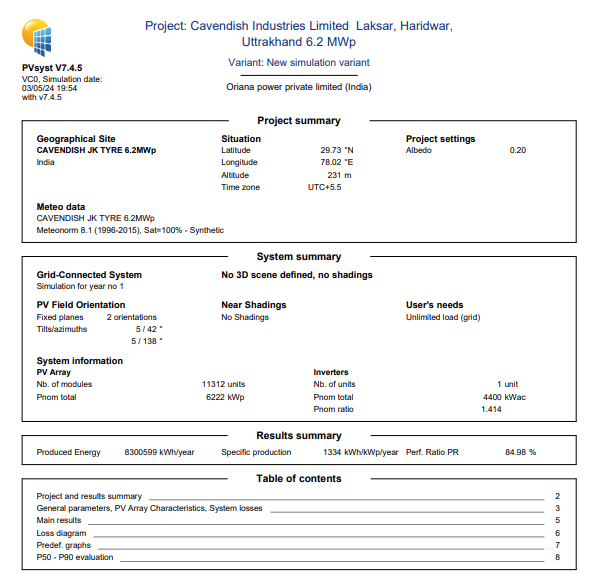 Project: Cavendish Industries Limited Laksar, Haridwar,
Uttrakhand 6.2 MWp
Variant: New simulation variant
PVsyst V7.4.5
VC0, Simulation date:
03/05/24 19:54
with v7.4.5
Oriana power private limited (India)
Project summary
Geographical Site Situation Project settings
CAVENDISH JK TYRE 6.2MWp Latitude 29.73 °N Albedo 0.20
India Longitude 78.02 °E
Altitude 231 m
Time zone UTC+5.5
Meteo data
CAVENDISH JK TYRE 6.2MWp
Meteonorm 8.1 (1996-2015), Sat=100% - Synthetic
System summary
Grid-Connected System No 3D scene defined, no shadings
Simulation for year no 1
PV Field Orientation Near Shadings User's needs
Fixed planes 2 orientations No Shadings Unlimited load (grid)
Tilts/azimuths 5 / 42 °
5 / 138 °
System information
PV Array Inverters
Nb. of modules 11312 units Nb. of units 1 unit
Pnom total 6222 kWp Pnom total 4400 kWac
Pnom ratio 1.414
Results summary
Produced Energy 8300599 kWh/year Specific production 1334 kWh/kWp/year Perf. Ratio PR 84.98 %
Table of contents
Project and results summary 2
General parameters, PV Array Characteristics, System losses 3
Main results 5
Loss diagram 6
Predef. graphs 7
P50 - P90 evaluation 8